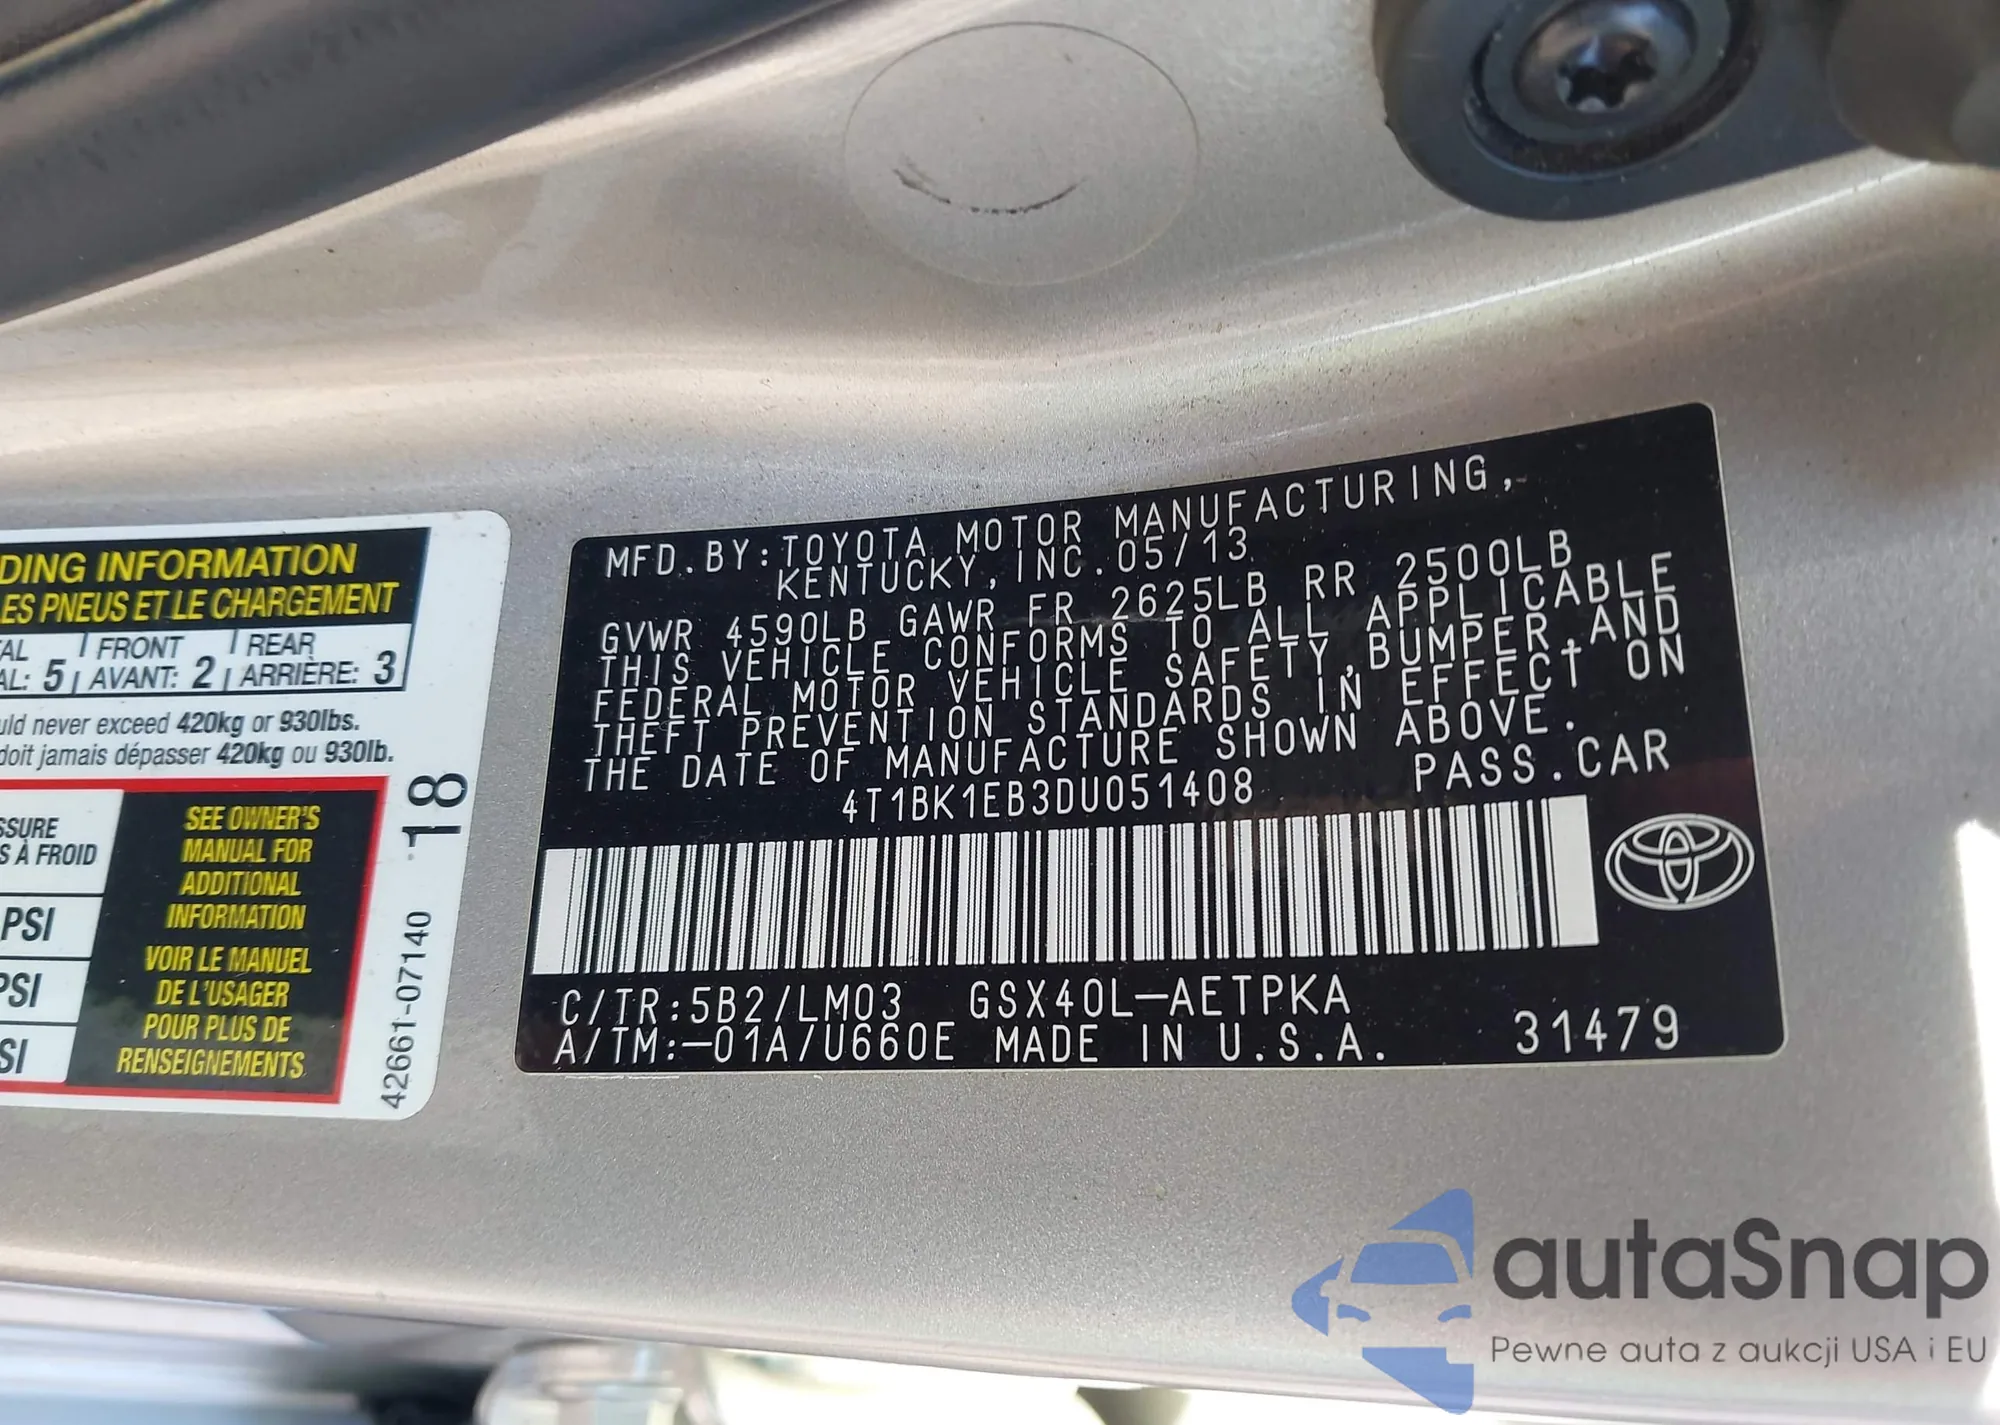 DING INFORMATION
LES PNEUS ET LE CHARGEMENT
FRONT REAR
AL: 5 AVANT: 2 ARRIÈRE: 3
uld never exceed 420kg or 930lbs.
doit jamais dépasser 420kg ou 930lb.
SSURE
S À FROID
PSI
PSI
SI
SEE OWNER'S
MANUAL FOR
ADDITIONAL
INFORMATION
VOIR LE MANUEL
DE L'USAGER
POUR PLUS DE
RENSEIGNEMENTS
18
42661-07140
MFD.BY:TOYOTA MOTOR MANUFACTURING,
KENTUCKY,INC.05/13
GVWR 4590LB GAWR FR 2625LB RR 2500LB
THIS VEHICLE CONFORMS TO ALL APPLICABLE
FEDERAL MOTOR VEHICLE SAFETY,BUMPER,AND
THEFT PREVENTION STANDARDS IN EFFECT ON
THE DATE OF MANUFACTURE SHOWN ABOVE.
4T1BK1EB3DU051408 PASS.CAR
C/TR:5B2/LM03 GSX40L-AETPKA
A/TM:-01A/U660E MADE IN U.S.A. 31479
autaSnap
Pewne auta z aukcji USA i EU